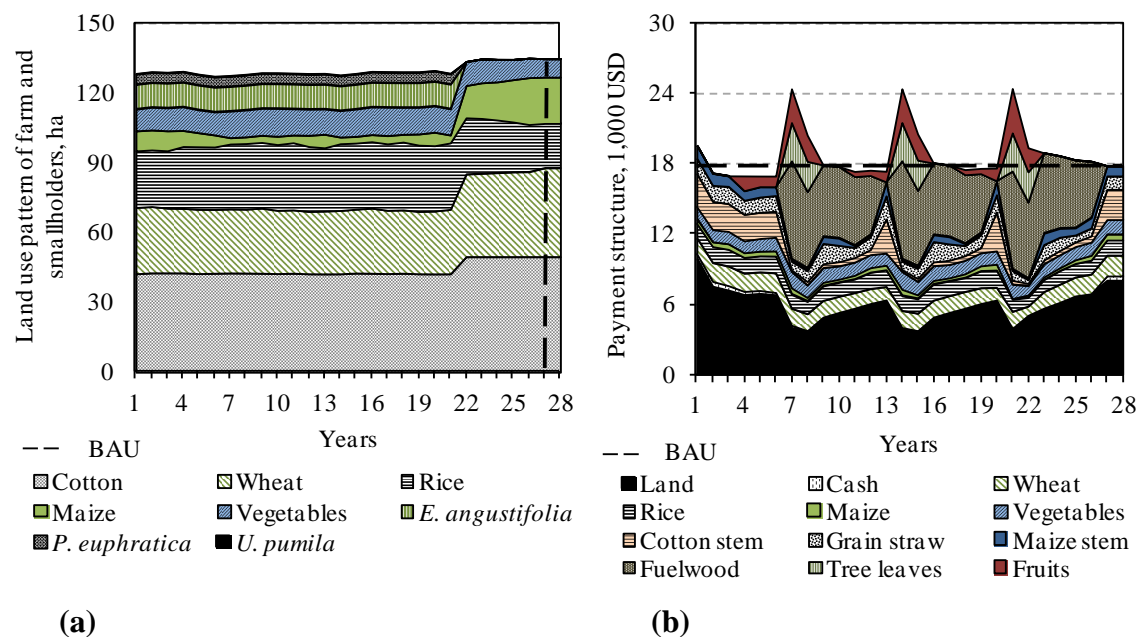 Land use pattern of farm and
smallholders, ha
150
120
90
60
30
0
1 4 7 10 13 16 19 22 25 28
Years
BAU
Cotton Wheat Rice
Maize Vegetables E. angustifolia
P. euphratica U. pumila
(a)
Payment structure, 1,000 USD
30
24
18
12
6
0
1 4 7 10 13 16 19 22 25 28
Years
BAU
Land Cash Wheat
Rice Maize Vegetables
Cotton stem Grain straw Maize stem
Fuelwood Tree leaves Fruits
(b)